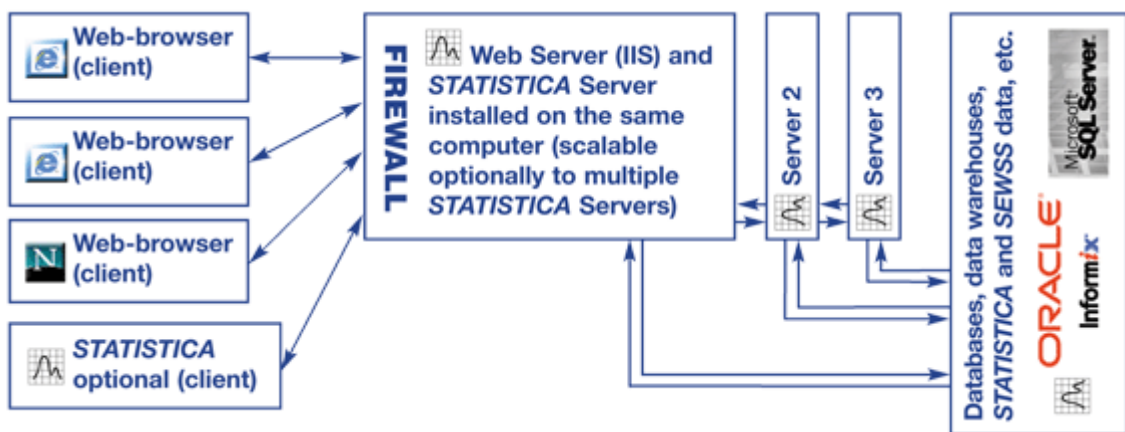 Web-browser
(client)
Web-browser
(client)
N
Web-browser
(client)
STATISTICA
optional (client)
FIREWALL
Web Server (IIS) and
STATISTICA Server
installed on the same
computer (scalable
optionally to multiple
STATISTICA Servers)
Server 2
Server 3
Databases, data warehouses,
STATISTICA and SEWSS data, etc.
ORACLE®
Informix®
Microsoft®
SQL Server®